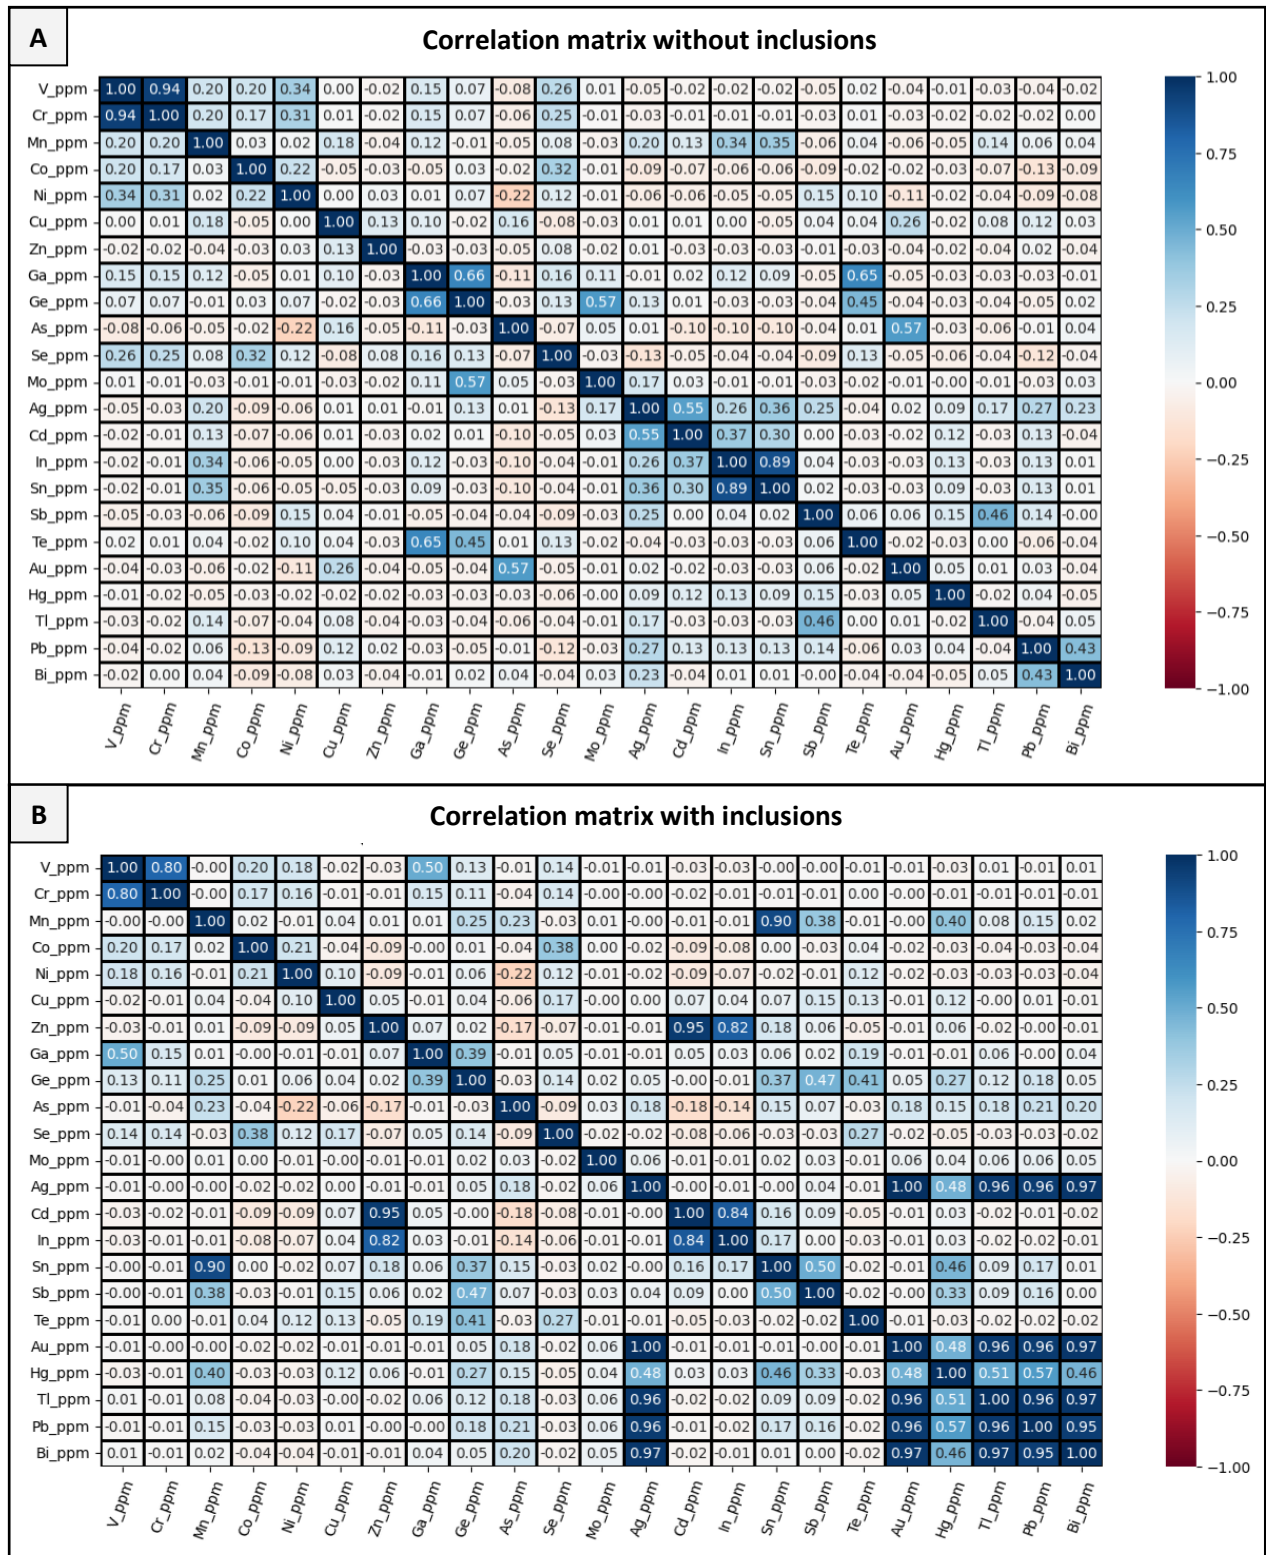 A
Correlation matrix without inclusions
V_ppm 1.00 0.94 0.20 0.20 0.34 0.00 -0.02 0.15 0.07 -0.08 0.26 0.01 -0.05 -0.02 -0.02 -0.02 -0.05 0.02 -0.04 -0.01 -0.03 -0.04 -0.02
Cr_ppm 0.94 1.00 0.20 0.17 0.31 0.01 -0.02 0.15 0.07 -0.06 0.25 -0.01 -0.03 -0.01 -0.01 -0.01 -0.03 0.01 -0.03 -0.02 -0.02 -0.02 0.00
Mn_ppm 0.20 0.20 1.00 0.03 0.02 0.18 -0.04 0.12 -0.01 -0.05 0.08 -0.03 0.20 0.13 0.34 0.35 -0.06 0.04 -0.06 -0.05 0.14 0.06 0.04
Co_ppm 0.20 0.17 0.03 1.00 0.22 -0.05 -0.03 -0.05 0.03 -0.02 0.32 -0.01 -0.09 -0.07 -0.06 -0.06 -0.09 -0.02 -0.02 -0.03 -0.07 -0.13 -0.09
Ni_ppm 0.34 0.31 0.02 0.22 1.00 0.00 0.03 0.01 0.07 -0.22 0.12 -0.01 -0.06 -0.06 -0.05 -0.05 0.15 0.10 -0.11 -0.02 -0.04 -0.09 -0.08
Cu_ppm 0.00 0.01 0.18 -0.05 0.00 1.00 0.13 0.10 -0.02 0.16 -0.08 -0.03 0.01 0.01 0.00 -0.05 0.04 0.04 0.26 -0.02 0.08 0.12 0.03
Zn_ppm -0.02 -0.02 -0.04 -0.03 0.03 0.13 1.00 -0.03 -0.03 -0.05 0.08 -0.02 0.01 -0.03 -0.03 -0.03 -0.01 -0.03 -0.04 -0.02 -0.04 0.02 -0.04
Ga_ppm 0.15 0.15 0.12 -0.05 0.01 0.10 -0.03 1.00 0.66 -0.11 0.16 0.11 -0.01 0.02 0.12 0.09 -0.05 0.65 -0.05 -0.03 -0.03 -0.03 -0.01
Ge_ppm 0.07 0.07 -0.01 0.03 0.07 -0.02 -0.03 0.66 1.00 -0.03 0.13 0.57 0.13 0.01 -0.03 -0.03 -0.04 0.45 -0.04 -0.03 -0.04 -0.05 0.02
As_ppm -0.08 -0.06 -0.05 -0.02 -0.22 0.16 -0.05 -0.11 -0.03 1.00 -0.07 0.05 0.01 -0.10 -0.10 -0.10 -0.04 0.01 0.57 -0.03 -0.06 -0.01 0.04
Se_ppm 0.26 0.25 0.08 0.32 0.12 -0.08 0.08 0.16 0.13 -0.07 1.00 -0.03 -0.13 -0.05 -0.04 -0.04 -0.09 0.13 -0.05 -0.06 -0.04 -0.12 -0.04
Mo_ppm 0.01 -0.01 -0.03 -0.01 -0.01 -0.03 -0.02 0.11 0.57 0.05 -0.03 1.00 0.17 0.03 -0.01 -0.01 -0.03 -0.02 -0.01 -0.00 -0.01 -0.03 0.03
Ag_ppm -0.05 -0.03 0.20 -0.09 -0.06 0.01 0.01 -0.01 0.13 0.01 -0.13 0.17 1.00 0.55 0.26 0.36 0.25 -0.04 0.02 0.09 0.17 0.27 0.23
Cd_ppm -0.02 -0.01 0.13 -0.07 -0.06 0.01 -0.03 0.02 0.01 -0.10 -0.05 0.03 0.55 1.00 0.37 0.30 0.00 -0.03 -0.02 0.12 -0.03 0.13 -0.04
In_ppm -0.02 -0.01 0.34 -0.06 -0.05 0.00 -0.03 0.12 -0.03 -0.10 -0.04 -0.01 0.26 0.37 1.00 0.89 0.04 -0.03 -0.03 0.13 -0.03 0.13 0.01
Sn_ppm -0.02 -0.01 0.35 -0.06 -0.05 -0.05 -0.03 0.09 -0.03 -0.10 -0.04 -0.01 0.36 0.30 0.89 1.00 0.02 -0.03 -0.03 0.09 -0.03 0.13 0.01
Sb_ppm -0.05 -0.03 -0.06 -0.09 0.15 0.04 -0.01 -0.05 -0.04 -0.04 -0.09 -0.03 0.25 0.00 0.04 0.02 1.00 0.06 0.06 0.15 0.46 0.14 -0.00
Te_ppm 0.02 0.01 0.04 -0.02 0.10 0.04 -0.03 0.65 0.45 0.01 0.13 -0.02 -0.04 -0.03 -0.03 -0.03 0.06 1.00 -0.02 -0.03 0.00 -0.06 -0.04
Au_ppm -0.04 -0.03 -0.06 -0.02 -0.11 0.26 -0.04 -0.05 -0.04 0.57 -0.05 -0.01 0.02 -0.02 -0.03 -0.03 0.06 -0.02 1.00 0.05 0.01 0.03 -0.04
Hg_ppm -0.01 -0.02 -0.05 -0.03 -0.02 -0.02 -0.02 -0.03 -0.03 -0.03 -0.06 -0.00 0.09 0.12 0.13 0.09 0.15 -0.03 0.05 1.00 -0.02 0.04 -0.05
Tl_ppm -0.03 -0.02 0.14 -0.07 -0.04 0.08 -0.04 -0.03 -0.04 -0.06 -0.04 -0.01 0.17 -0.03 -0.03 -0.03 0.46 0.00 0.01 -0.02 1.00 -0.04 0.05
Pb_ppm -0.04 -0.02 0.06 -0.13 -0.09 0.12 0.02 -0.03 -0.05 -0.01 -0.12 -0.03 0.27 0.13 0.13 0.13 0.14 -0.06 0.03 0.04 -0.04 1.00 0.43
Bi_ppm -0.02 0.00 0.04 -0.09 -0.08 0.03 -0.04 -0.01 0.02 0.04 -0.04 0.03 0.23 -0.04 0.01 0.01 -0.00 -0.04 -0.04 -0.05 0.05 0.43 1.00
V_ppm Cr_ppm Mn_ppm Co_ppm Ni_ppm Cu_ppm Zn_ppm Ga_ppm Ge_ppm As_ppm Se_ppm Mo_ppm Ag_ppm Cd_ppm In_ppm Sn_ppm Sb_ppm Te_ppm Au_ppm Hg_ppm Tl_ppm Pb_ppm Bi_ppm
1.00
0.75
0.50
0.25
0.00
−0.25
−0.50
−0.75
−1.00
B
Correlation matrix with inclusions
V_ppm 1.00 0.80 -0.00 0.20 0.18 -0.02 -0.03 0.50 0.13 -0.01 0.14 -0.01 -0.01 -0.03 -0.03 -0.00 -0.00 -0.01 -0.01 -0.03 0.01 -0.01 0.01
Cr_ppm 0.80 1.00 -0.00 0.17 0.16 -0.01 -0.01 0.15 0.11 -0.04 0.14 -0.00 -0.00 -0.02 -0.01 -0.01 -0.01 0.00 -0.00 -0.01 -0.01 -0.01 -0.01
Mn_ppm -0.00 -0.00 1.00 0.02 -0.01 0.04 0.01 0.01 0.25 0.23 -0.03 0.01 -0.00 -0.01 -0.01 0.90 0.38 -0.01 -0.00 0.40 0.08 0.15 0.02
Co_ppm 0.20 0.17 0.02 1.00 0.21 -0.04 -0.09 -0.00 0.01 -0.04 0.38 0.00 -0.02 -0.09 -0.08 0.00 -0.03 0.04 -0.02 -0.01 -0.04 -0.03 -0.04
Ni_ppm 0.18 0.16 -0.01 0.21 1.00 0.10 -0.09 -0.01 0.06 -0.22 0.12 -0.01 -0.02 -0.09 -0.07 -0.02 -0.01 0.12 -0.02 -0.03 -0.03 -0.03 -0.04
Cu_ppm -0.02 -0.01 0.04 -0.04 0.10 1.00 0.05 -0.01 0.04 -0.06 0.17 -0.00 0.00 0.07 0.04 0.07 0.15 0.13 -0.01 0.12 -0.00 0.01 -0.01
Zn_ppm -0.03 -0.01 0.01 -0.09 -0.09 0.05 1.00 0.07 0.02 -0.17 -0.07 -0.01 -0.01 0.95 0.82 0.18 0.06 -0.05 -0.01 0.06 -0.02 -0.00 -0.01
Ga_ppm 0.50 0.15 0.01 -0.00 -0.01 -0.01 0.07 1.00 0.39 -0.01 0.05 -0.01 -0.01 0.05 0.03 0.06 0.02 0.19 -0.01 -0.01 0.06 -0.00 0.04
Ge_ppm 0.13 0.11 0.25 0.01 0.06 0.04 0.02 0.39 1.00 -0.03 0.14 0.02 0.05 -0.00 -0.01 0.37 0.47 0.41 0.05 0.27 0.12 0.18 0.05
As_ppm -0.01 -0.04 0.23 -0.04 -0.22 -0.06 -0.17 -0.01 -0.03 1.00 -0.09 0.03 0.18 -0.18 -0.14 0.15 0.07 -0.03 0.18 0.15 0.18 0.21 0.20
Se_ppm 0.14 0.14 -0.03 0.38 0.12 0.17 -0.07 0.05 0.14 -0.09 1.00 -0.02 -0.02 -0.08 -0.06 -0.03 -0.03 0.27 -0.02 -0.05 -0.03 -0.03 -0.02
Mo_ppm -0.01 -0.00 0.01 0.00 -0.01 -0.00 -0.01 -0.01 0.02 0.03 -0.02 1.00 0.06 -0.01 -0.01 0.02 0.03 -0.01 0.06 0.04 0.06 0.06 0.05
Ag_ppm -0.01 -0.00 -0.00 -0.02 -0.02 0.00 -0.01 -0.01 0.05 0.18 -0.02 0.06 1.00 -0.00 -0.01 -0.00 0.04 -0.01 1.00 0.48 0.96 0.96 0.97
Cd_ppm -0.03 -0.02 -0.01 -0.09 -0.09 0.07 0.95 0.05 -0.00 -0.18 -0.08 -0.01 -0.00 1.00 0.84 0.16 0.09 -0.05 -0.01 0.03 -0.02 -0.01 -0.02
In_ppm -0.03 -0.01 -0.01 -0.08 -0.07 0.04 0.82 0.03 -0.01 -0.14 -0.06 -0.01 -0.01 0.84 1.00 0.17 0.00 -0.03 -0.01 0.03 -0.02 -0.02 -0.01
Sn_ppm -0.00 -0.01 0.90 0.00 -0.02 0.07 0.18 0.06 0.37 0.15 -0.03 0.02 -0.00 0.16 0.17 1.00 0.50 -0.02 -0.01 0.46 0.09 0.17 0.01
Sb_ppm -0.00 -0.01 0.38 -0.03 -0.01 0.15 0.06 0.02 0.47 0.07 -0.03 0.03 0.04 0.09 0.00 0.50 1.00 -0.02 -0.00 0.33 0.09 0.16 0.00
Te_ppm -0.01 0.00 -0.01 0.04 0.12 0.13 -0.05 0.19 0.41 -0.03 0.27 -0.01 -0.01 -0.05 -0.03 -0.02 -0.02 1.00 -0.01 -0.03 -0.02 -0.02 -0.02
Au_ppm -0.01 -0.00 -0.00 -0.02 -0.02 -0.01 -0.01 -0.01 0.05 0.18 -0.02 0.06 1.00 -0.01 -0.01 -0.01 -0.00 -0.01 1.00 0.48 0.96 0.96 0.97
Hg_ppm -0.03 -0.01 0.40 -0.01 -0.03 0.12 0.06 -0.01 0.27 0.15 -0.05 0.04 0.48 0.03 0.03 0.46 0.33 -0.03 0.48 1.00 0.51 0.57 0.46
Tl_ppm 0.01 -0.01 0.08 -0.04 -0.03 -0.00 -0.02 0.06 0.12 0.18 -0.03 0.06 0.96 -0.02 -0.02 0.09 0.09 -0.02 0.96 0.51 1.00 0.96 0.97
Pb_ppm -0.01 -0.01 0.15 -0.03 -0.03 0.01 -0.00 -0.00 0.18 0.21 -0.03 0.06 0.96 -0.01 -0.02 0.17 0.16 -0.02 0.96 0.57 0.96 1.00 0.95
Bi_ppm 0.01 -0.01 0.02 -0.04 -0.04 -0.01 -0.01 0.04 0.05 0.20 -0.02 0.05 0.97 -0.02 -0.01 0.01 0.00 -0.02 0.97 0.46 0.97 0.95 1.00
V_ppm Cr_ppm Mn_ppm Co_ppm Ni_ppm Cu_ppm Zn_ppm Ga_ppm Ge_ppm As_ppm Se_ppm Mo_ppm Ag_ppm Cd_ppm In_ppm Sn_ppm Sb_ppm Te_ppm Au_ppm Hg_ppm Tl_ppm Pb_ppm Bi_ppm
1.00
0.75
0.50
0.25
0.00
−0.25
−0.50
−0.75
−1.00